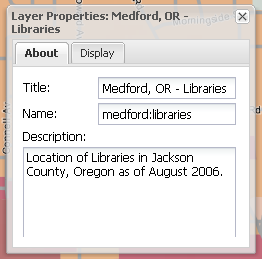 Layer Properties: Medford, OR -
Libraries
About
Display
Title:
Medford, OR - Libraries
Name:
medford:libraries
Description:
Location of Libraries in Jackson
County, Oregon as of August 2006.